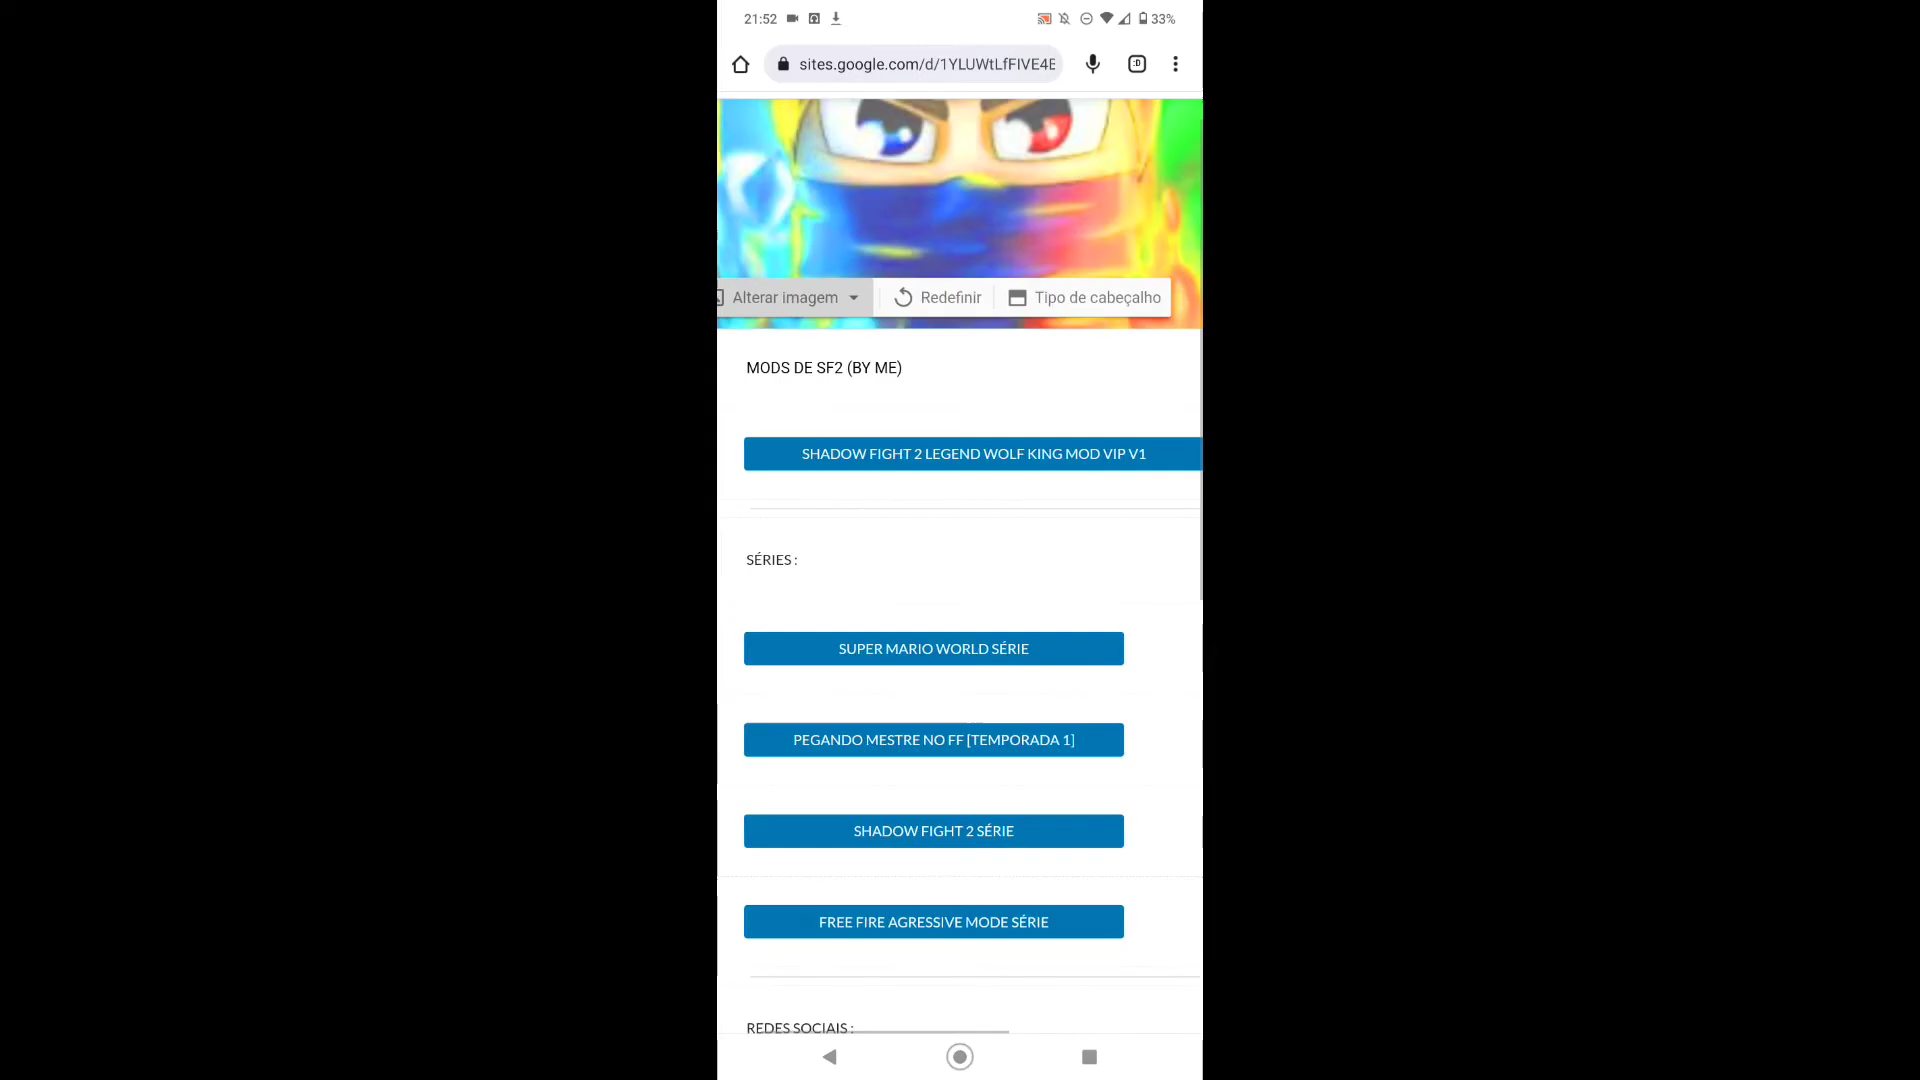 21:52
33%
sites.google.com/d/1YLUWtLfFIVE4E
:D
Alterar imagem
Redefinir
Tipo de cabeçalho
MODS DE SF2 (BY ME)
SHADOW FIGHT 2 LEGEND WOLF KING MOD VIP V1
SÉRIES :
SUPER MARIO WORLD SÉRIE
PEGANDO MESTRE NO FF [TEMPORADA 1]
SHADOW FIGHT 2 SÉRIE
FREE FIRE AGRESSIVE MODE SÉRIE
REDES SOCIAIS :